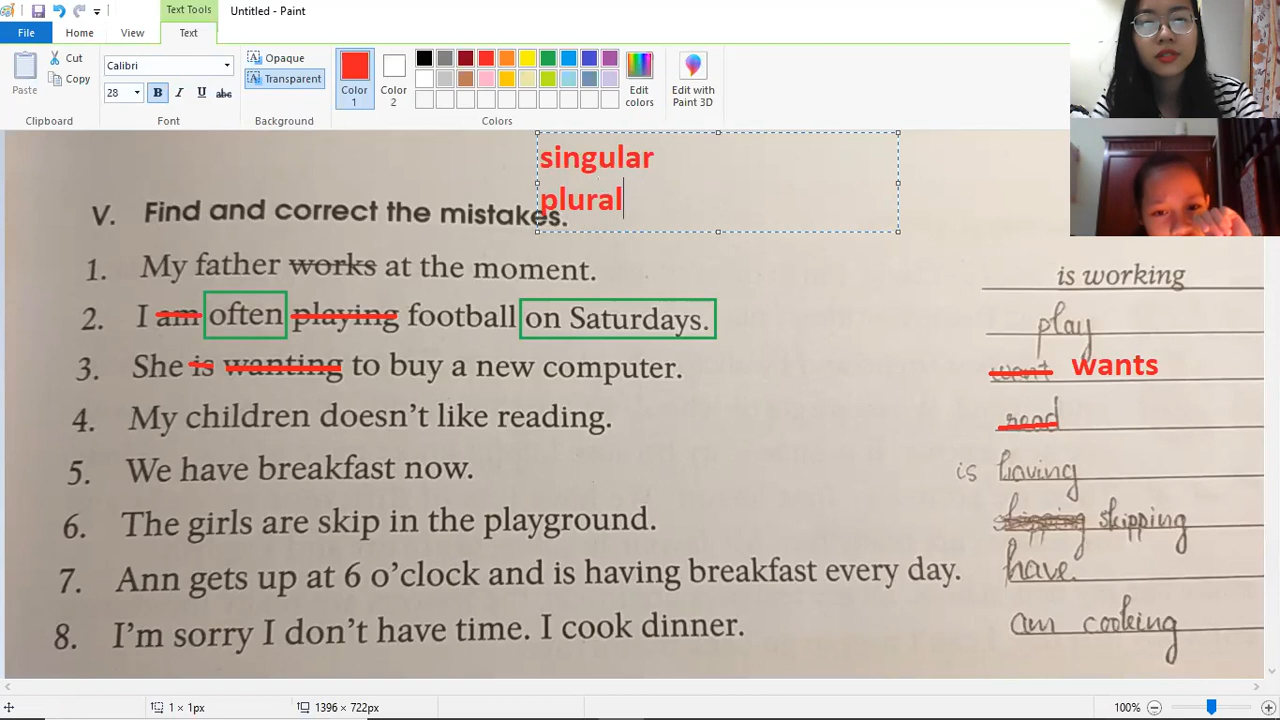 Text Tools
Untitled - Paint
File
Home
View
Text
Cut
Copy
Paste
Clipboard
Calibri
28
B I U abc
Font
Opaque
Transparent
Background
Color 1
Color 2
Edit colors
Edit with Paint 3D
Colors
singular
plural
V. Find and correct the mistakes.
1. My father works at the moment. is working
2. I am often playing football on Saturdays. play
3. She is wanting to buy a new computer. want wants
4. My children doesn't like reading. read
5. We have breakfast now. is having
6. The girls are skip in the playground. skipping
7. Ann gets up at 6 o'clock and is having breakfast every day. have
8. I'm sorry I don't have time. I cook dinner. am cooking
1 × 1px
1396 × 722px
100%